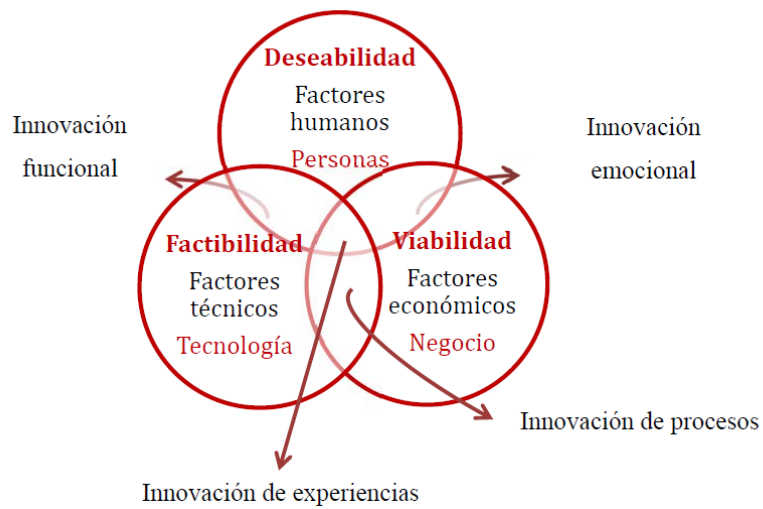 Deseabilidad
Factores
humanos
Personas
Innovación
funcional
Innovación
emocional
Factibilidad
Factores
técnicos
Tecnología
Viabilidad
Factores
económicos
Negocio
Innovación de procesos
Innovación de experiencias